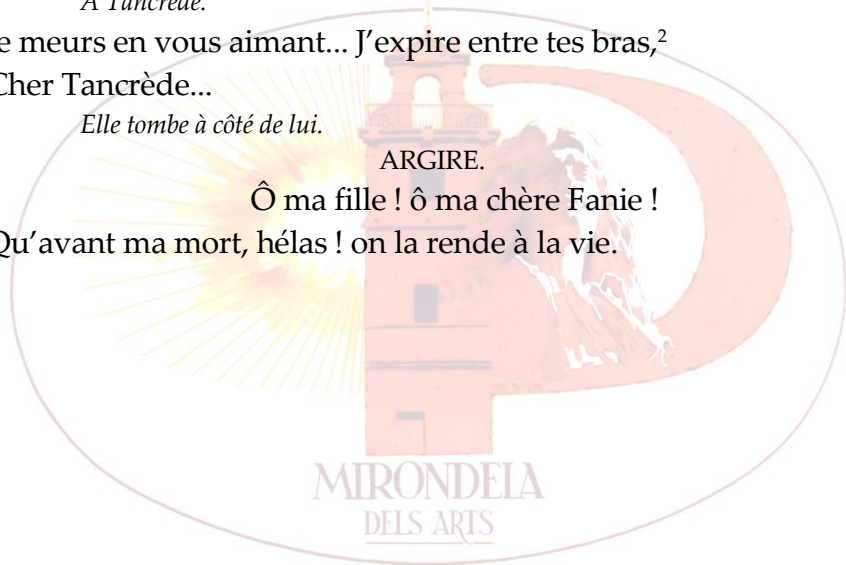 A Tancrède.
e meurs en vous aimant... J’expire entre tes bras,²
Cher Tancrède...
Elle tombe à côté de lui.
ARGIRE.
Ô ma fille ! ô ma chère Fanie !
Qu’avant ma mort, hélas ! on la rende à la vie.
MIRONDELA
DELS ARTS